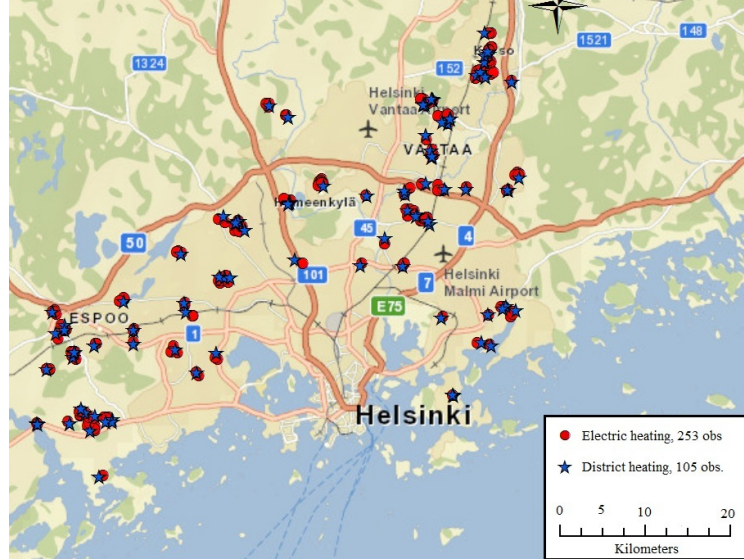 148
1521
1324
152
Helsinki
Vantaa Airport
VANTAA
Hämeenkylä
50
45
4
101
7
Helsinki
Malmi Airport
E75
ESPOO
1
Helsinki
Electric heating, 253 obs
District heating, 105 obs.
0 5 10 20
Kilometers